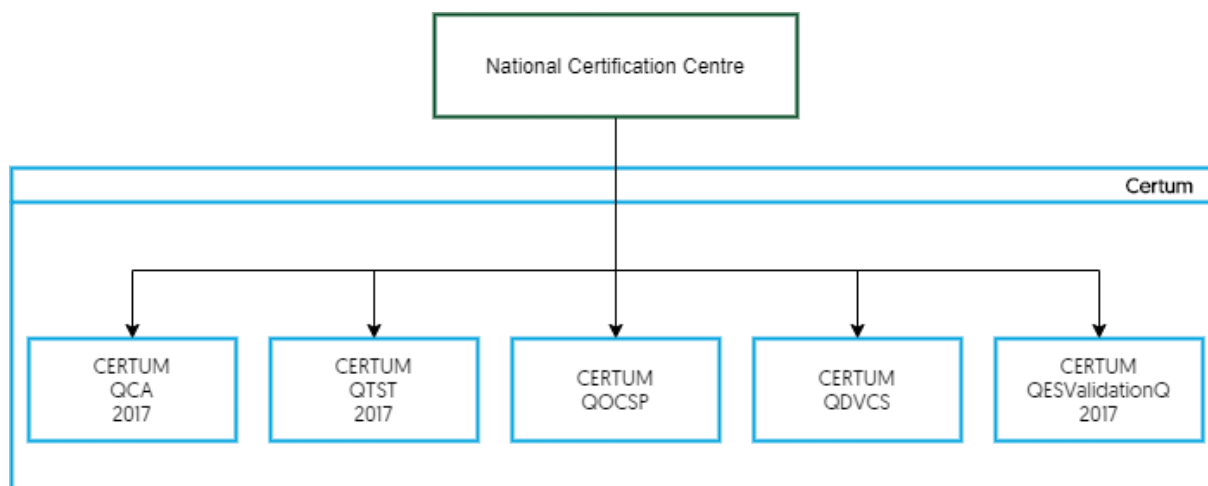 National Certification Centre
Certum
CERTUM
QCA
2017
CERTUM
QTST
2017
CERTUM
QOCSP
CERTUM
QDVCS
CERTUM
QESValidationQ
2017